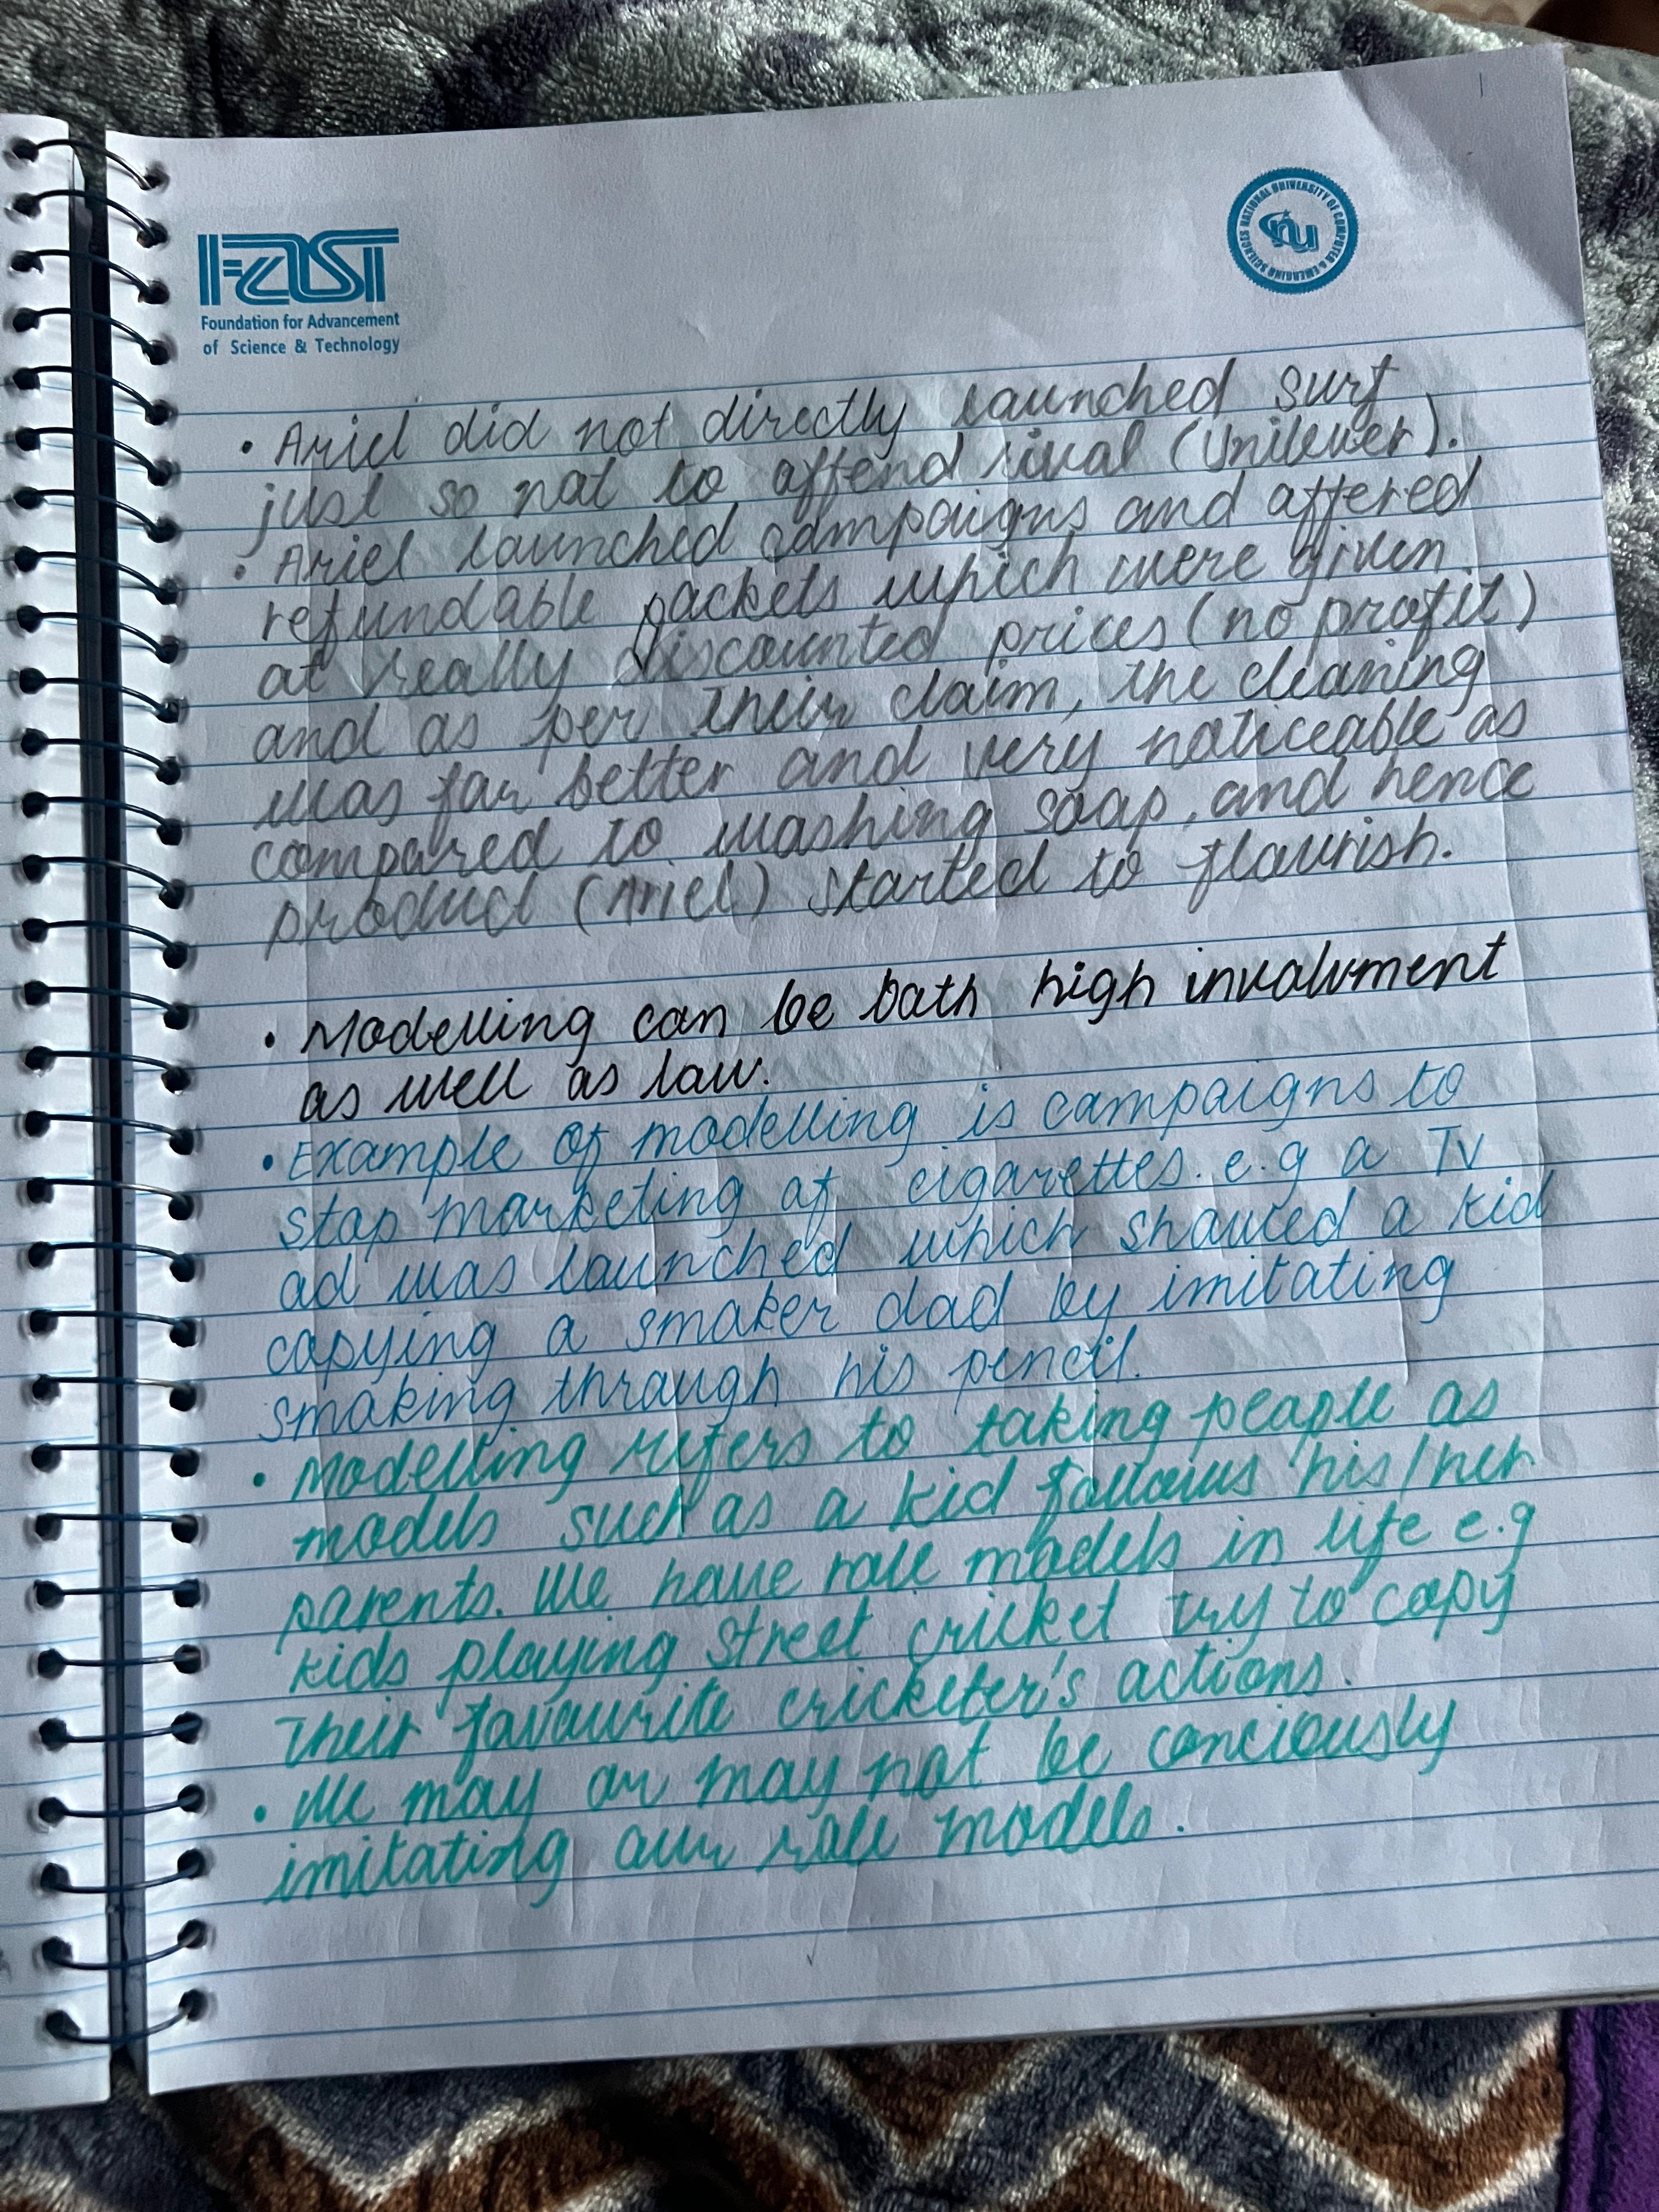 FAST
Foundation for Advancement
of Science & Technology
NATIONAL UNIVERSITY OF COMPUTER & EMERGING SCIENCES
nu
• Ariel did not directly launched surf
just so not to offend rival (Unilever).
• Ariel launched campaigns and offered
refundable packets which were given
at really discounted prices (no profit)
and as per their claim, the cleaning
was far better and very noticeable as
compared to washing soap, and hence
product (Ariel) started to flourish.
• Modelling can be both high involvment
as well as low.
• Example of modelling is campaigns to
stop marketing of cigarettes. e.g a TV
ad was launched which showed a kid
copying a smoker dad by imitating
smoking through his pencil.
• Modelling refers to taking people as
models such as a kid follows his/her
parents. We have role models in life e.g
kids playing street cricket try to copy
their favourite cricketer's actions.
• We may or may not be conciously
imitating our role models.